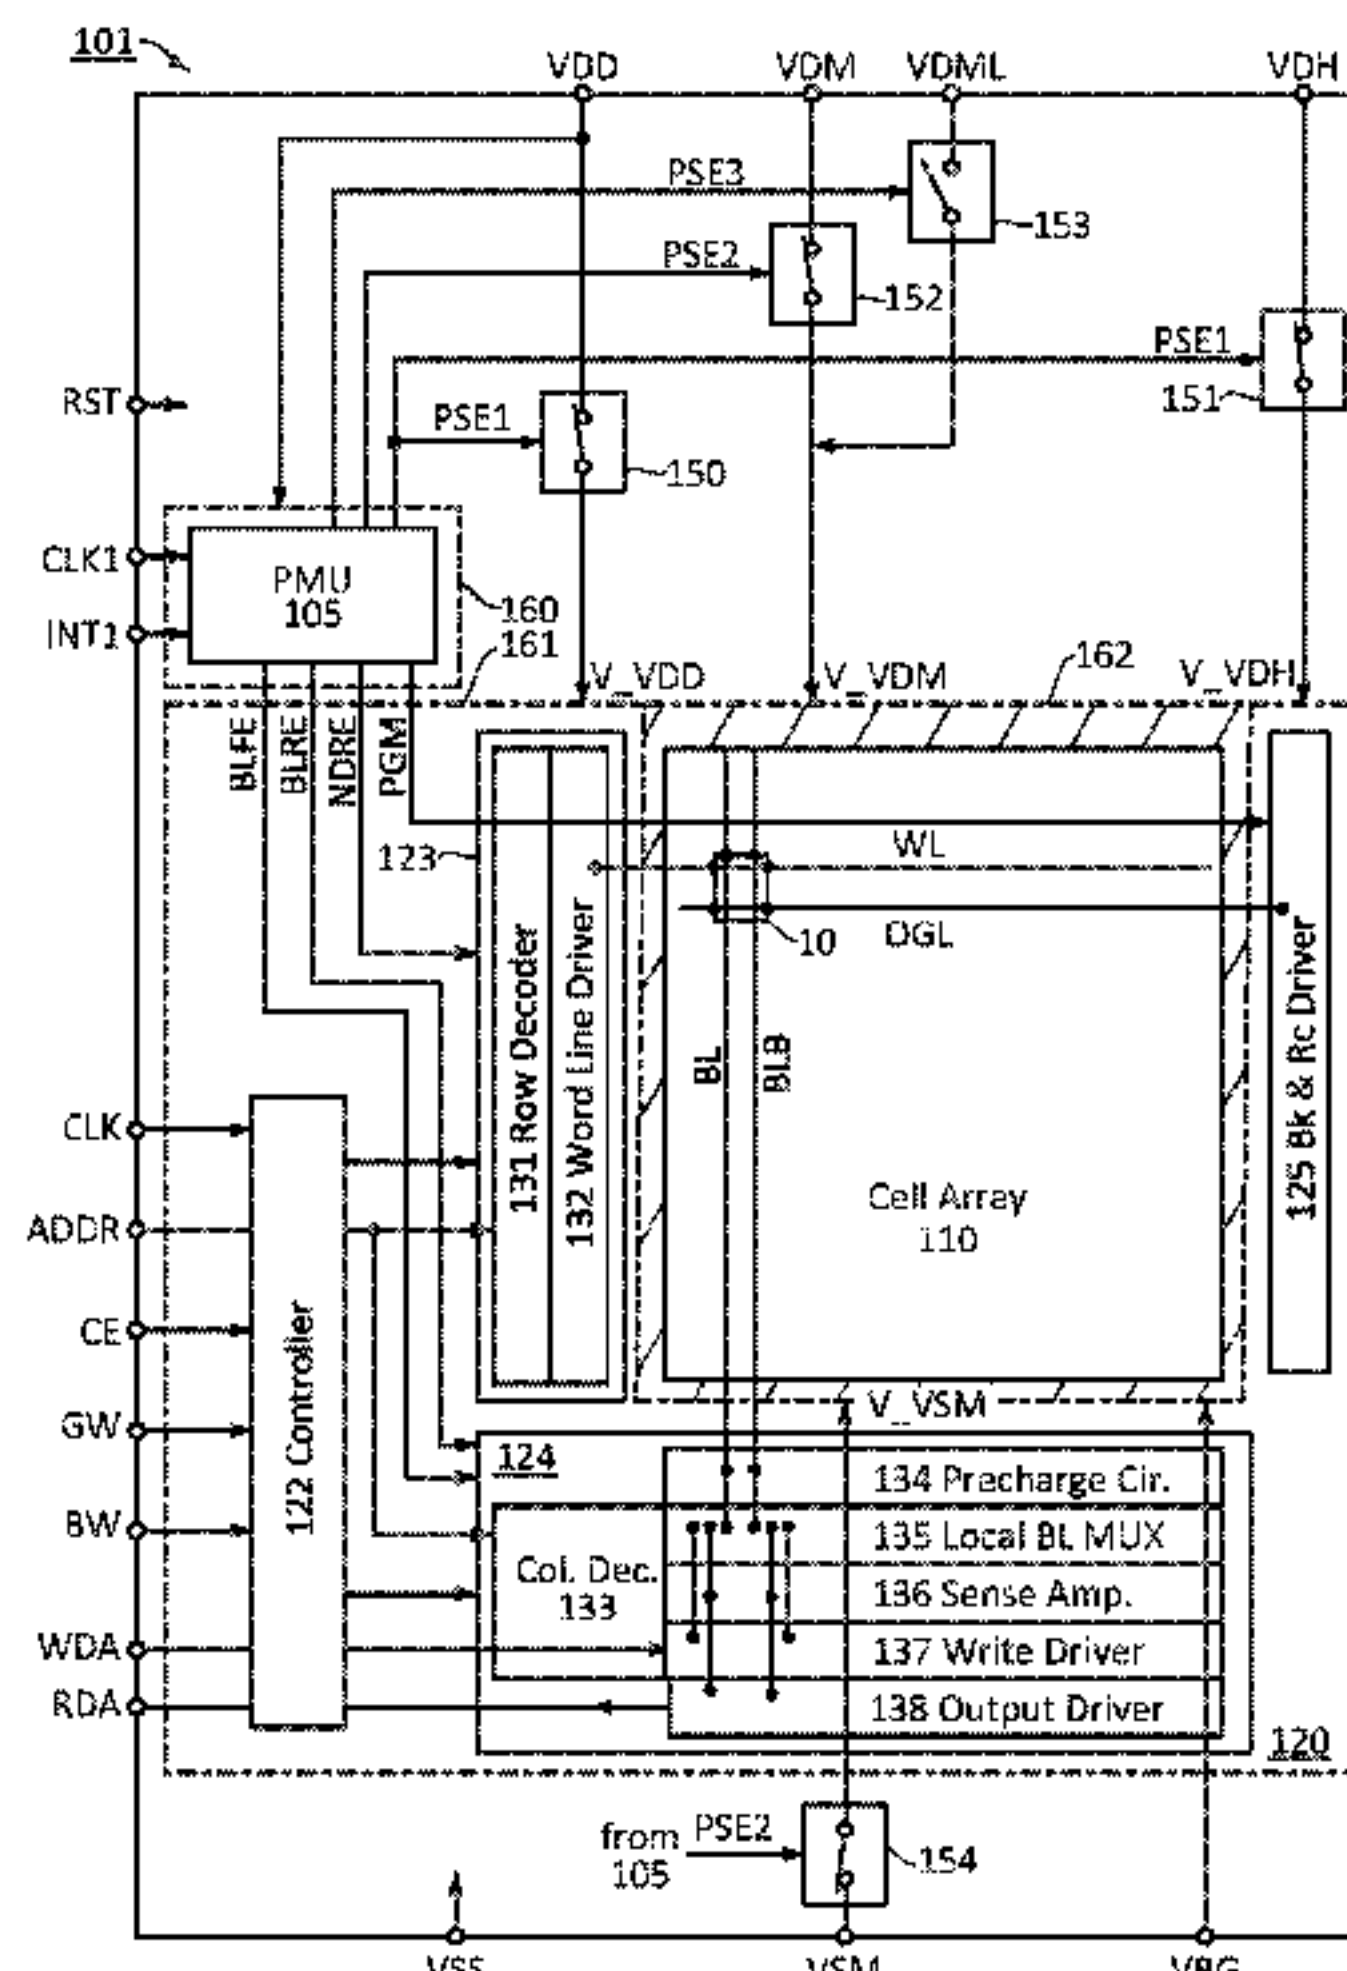 101
VDD
VDM
VDML
VDH
PSE3
153
PSE2
152
PSE1
151
RST
PSE1
150
CLK1
PMU
105
160
INT1
161
V_VDD
V_VDM
162
V_VDH
BLFE
BLRE
NDRE
PGM
123
WL
10
OGL
131 Row Decoder
132 Word Line Driver
BL
BLB
125 Bk & Rc Driver
CLK
ADDR
Cell Array
110
CE
122 Controller
V_VSM
GW
124
134 Precharge Cir.
BW
135 Local BL MUX
Col. Dec.
133
136 Sense Amp.
WDA
137 Write Driver
RDA
138 Output Driver
120
from
105
PSE2
154
VSS
VSM
VBG